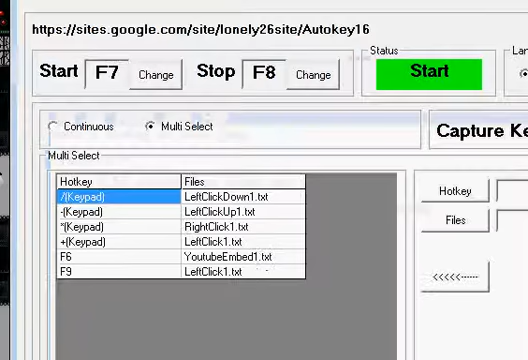 https://sites.google.com/site/lonely26site/Autokey16
Start F7 Change Stop F8 Change
Status
Start
Lan
Continuous Multi Select
Capture Ke
Multi Select
Hotkey Files
/(Keypad) LeftClickDown1.txt
-(Keypad) LeftClickUp1.txt
*(Keypad) RightClick1.txt
+(Keypad) LeftClick1.txt
F6 YoutubeEmbed1.txt
F9 LeftClick1.txt
Hotkey
Files
<<<<<------